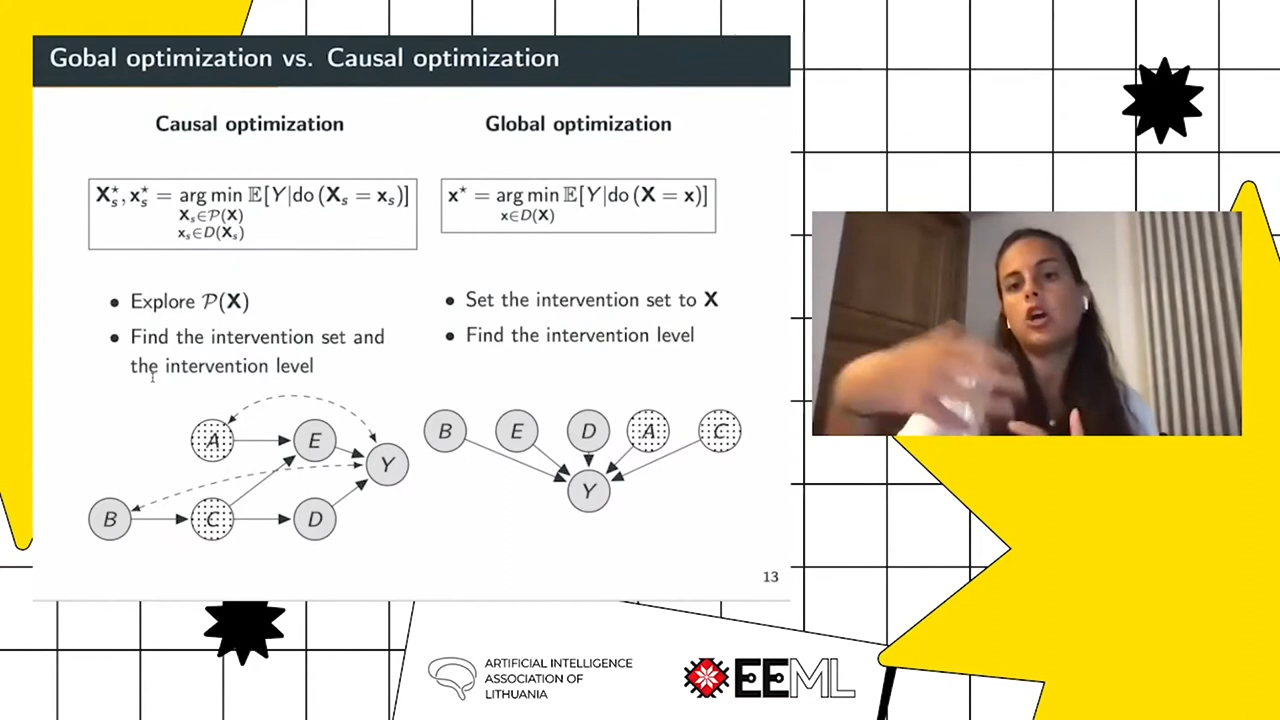 Gobal optimization vs. Causal optimization
Causal optimization
X⋆s, x⋆s = arg min 𝔼[Y|do (Xs = xs)]
Xs∈𝒫(X)
xs∈D(Xs)
• Explore 𝒫(X)
• Find the intervention set and
the intervention level
A
E
Y
B
C
D
Global optimization
x⋆ = arg min 𝔼[Y|do (X = x)]
x∈D(X)
• Set the intervention set to X
• Find the intervention level
B E D A C
Y
13
ARTIFICIAL INTELLIGENCE
ASSOCIATION OF
LITHUANIA
EEML